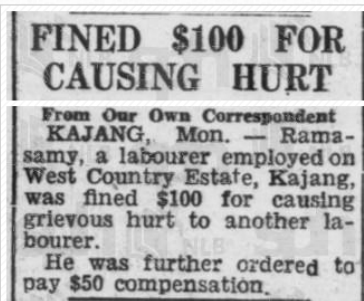 FINED $100 FOR
CAUSING HURT
From Our Own Correspondent
KAJANG, Mon. — Rama-
samy, a labourer employed on
West Country Estate, Kajang,
was fined $100 for causing
grievous hurt to another la-
bourer.
He was further ordered to
pay $50 compensation.